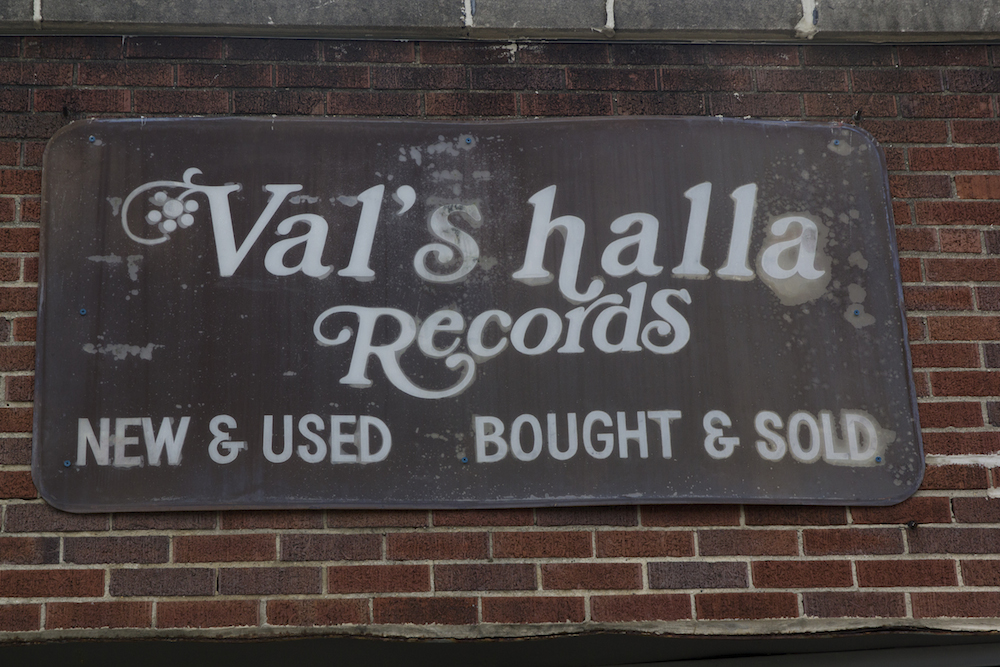 Val's halla
Records
NEW & USED BOUGHT & SOLD